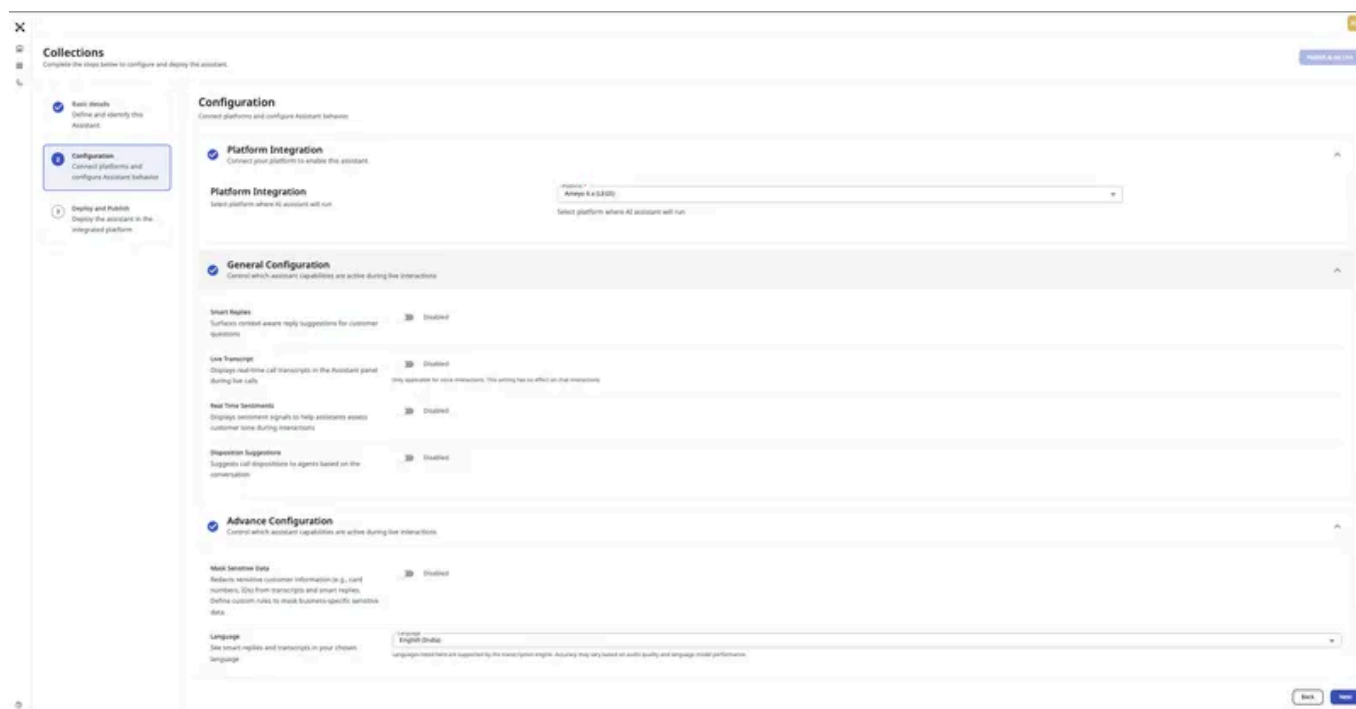 Collections
Complete the steps below to configure and deploy the assistant.
Publish & Go Live
Basic details
Define and identify this
Assistant
2
Configuration
Connect platforms and
configure Assistant behavior
3
Deploy and Publish
Deploy the assistant in the
integrated platform
Configuration
Connect platforms and configure Assistant behavior
Platform Integration
Connect your platform to enable this assistant.
Platform Integration
Select platform where AI assistant will run
Platform *
Ameyo 4.x (LEGO)
Select platform where AI assistant will run
General Configuration
Control which assistant capabilities are active during live interactions
Smart Replies
Surfaces context-aware reply suggestions for customer
questions
Disabled
Live Transcript
Displays real-time call transcripts in the Assistant panel
during live calls
Disabled
Only applicable for voice interactions. This setting has no effect on chat interactions.
Real Time Sentiments
Displays sentiment signals to help assistants assess
customer tone during interactions
Disabled
Disposition Suggestions
Suggests call dispositions to agents based on the
conversation
Disabled
Advance Configuration
Control which assistant capabilities are active during live interactions
Mask Sensitive Data
Redacts sensitive customer information (e.g., card
numbers, IDs) from transcripts and smart replies.
Define custom rules to mask business-specific sensitive
data.
Disabled
Language
See smart replies and transcripts in your chosen
language
Language
English (India)
Languages listed here are supported by the transcription engine. Accuracy may vary based on audio quality and language model performance.
Back
Next